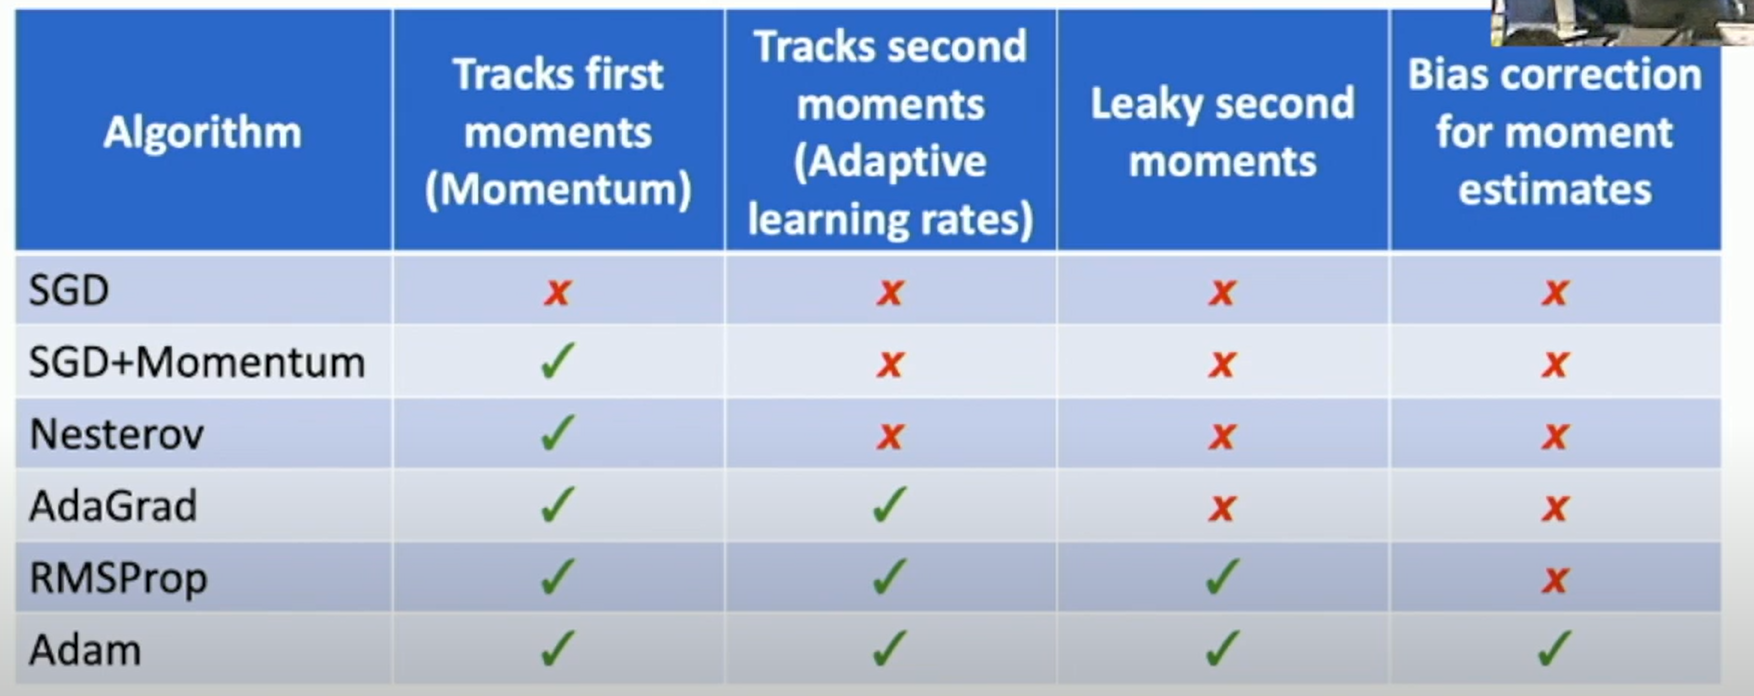 Algorithm
Tracks first
moments
(Momentum)
Tracks second
moments
(Adaptive
learning rates)
Leaky second
moments
Bias correction
for moment
estimates
SGD x x x x
SGD+Momentum ✓ x x x
Nesterov ✓ x x x
AdaGrad ✓ ✓ x x
RMSProp ✓ ✓ ✓ x
Adam ✓ ✓ ✓ ✓